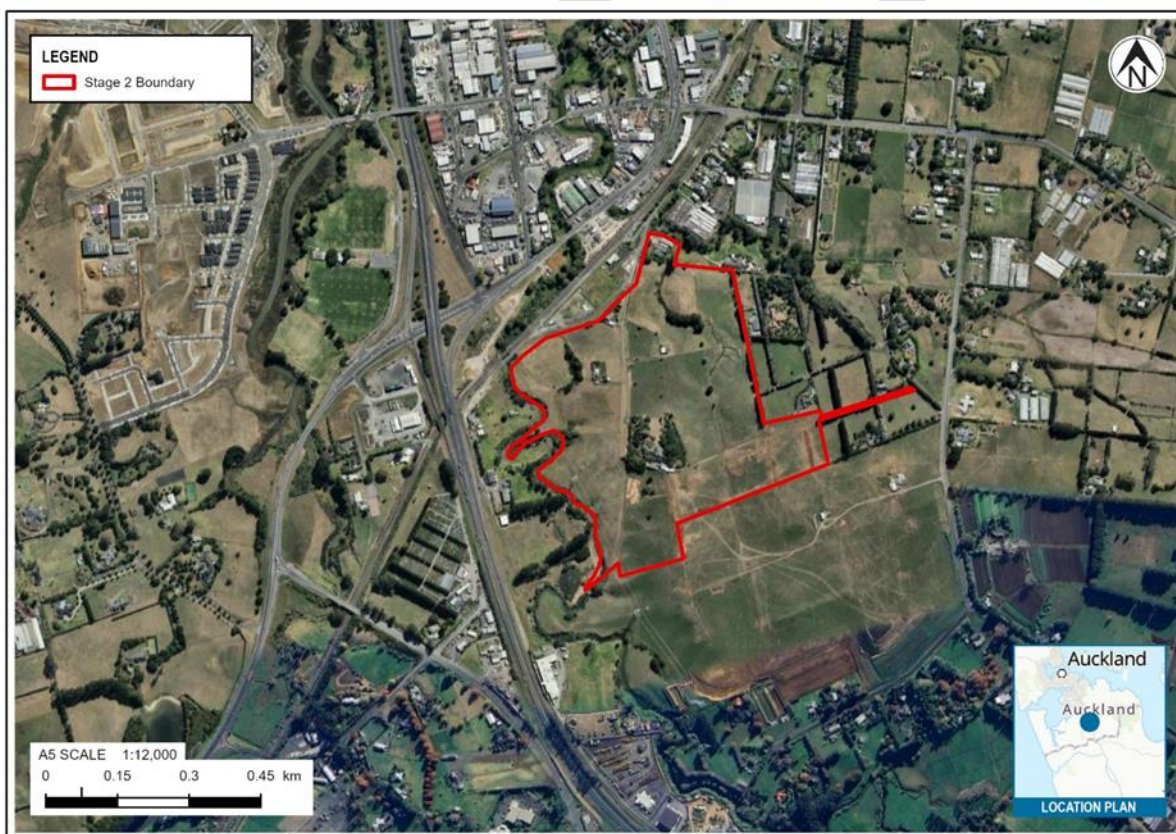 LEGEND
Stage 2 Boundary
N
A5 SCALE 1:12,000
0 0.15 0.3 0.45 km
Auckland
Auckland
LOCATION PLAN